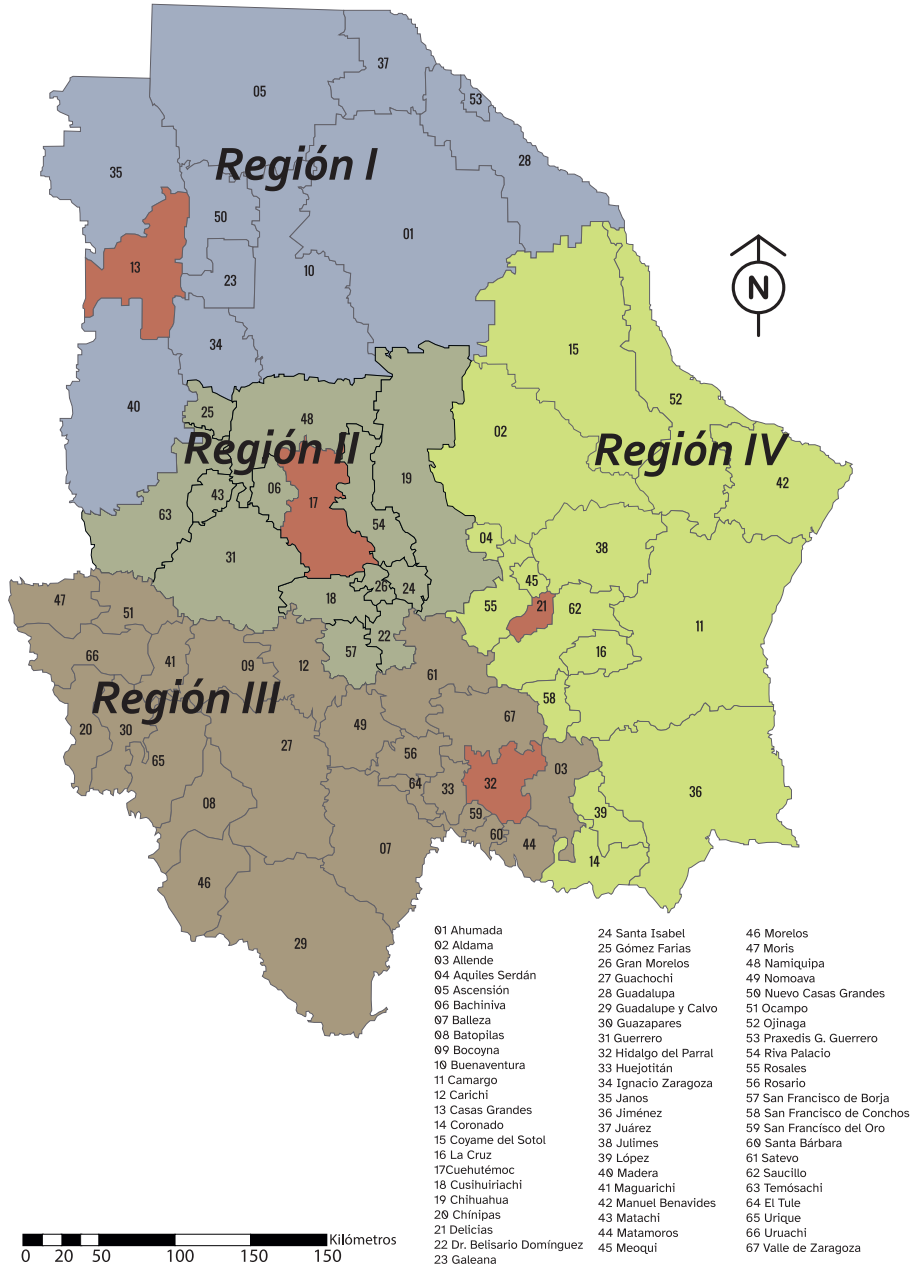 37
05
53
28
Región I
35
50
01
13
23
10
34
15
N
40
25
48
02
52
Región II
Región IV
43
06
17
19
42
63
54
04
38
31
45
26
24
18
55
21
62
11
47
51
22
16
66
41
09
12
57
61
58
Región III
20
30
65
27
49
67
56
03
64
33
32
36
08
59
39
60
44
07
14
46
29
01 Ahumada
02 Aldama
03 Allende
04 Aquiles Serdán
05 Ascensión
06 Bachiniva
07 Balleza
08 Batopilas
09 Bocoyna
10 Buenaventura
11 Camargo
12 Carichi
13 Casas Grandes
14 Coronado
15 Coyame del Sotol
16 La Cruz
17Cuehutémoc
18 Cusihuiriachi
19 Chihuahua
20 Chínipas
21 Delicias
22 Dr. Belisario Domínguez
23 Galeana
24 Santa Isabel
25 Gómez Farias
26 Gran Morelos
27 Guachochi
28 Guadalupa
29 Guadalupe y Calvo
30 Guazapares
31 Guerrero
32 Hidalgo del Parral
33 Huejotitán
34 Ignacio Zaragoza
35 Janos
36 Jiménez
37 Juárez
38 Julimes
39 López
40 Madera
41 Maguarichi
42 Manuel Benavides
43 Matachi
44 Matamoros
45 Meoqui
46 Morelos
47 Moris
48 Namiquipa
49 Nomoava
50 Nuevo Casas Grandes
51 Ocampo
52 Ojinaga
53 Praxedis G. Guerrero
54 Riva Palacio
55 Rosales
56 Rosario
57 San Francisco de Borja
58 San Francisco de Conchos
59 San Francísco del Oro
60 Santa Bárbara
61 Satevo
62 Saucillo
63 Temósachi
64 El Tule
65 Urique
66 Uruachi
67 Valle de Zaragoza
Kilómetros
0 20 50 100 150 150